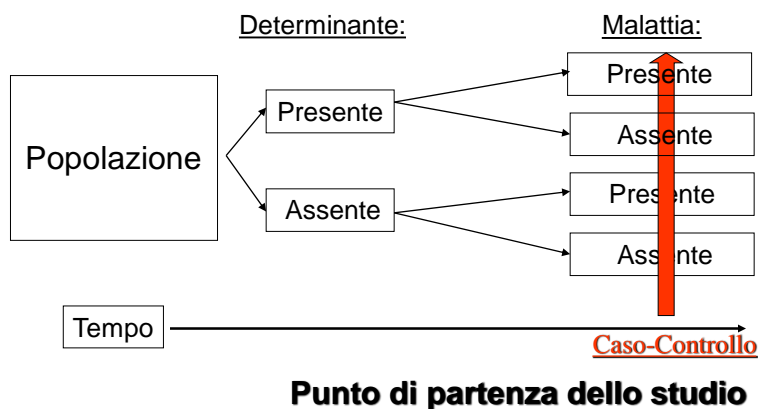 Determinante:
Malattia:
Popolazione
Presente
Assente
Presente
Assente
Presente
Assente
Tempo
Caso-Controllo
Punto di partenza dello studio